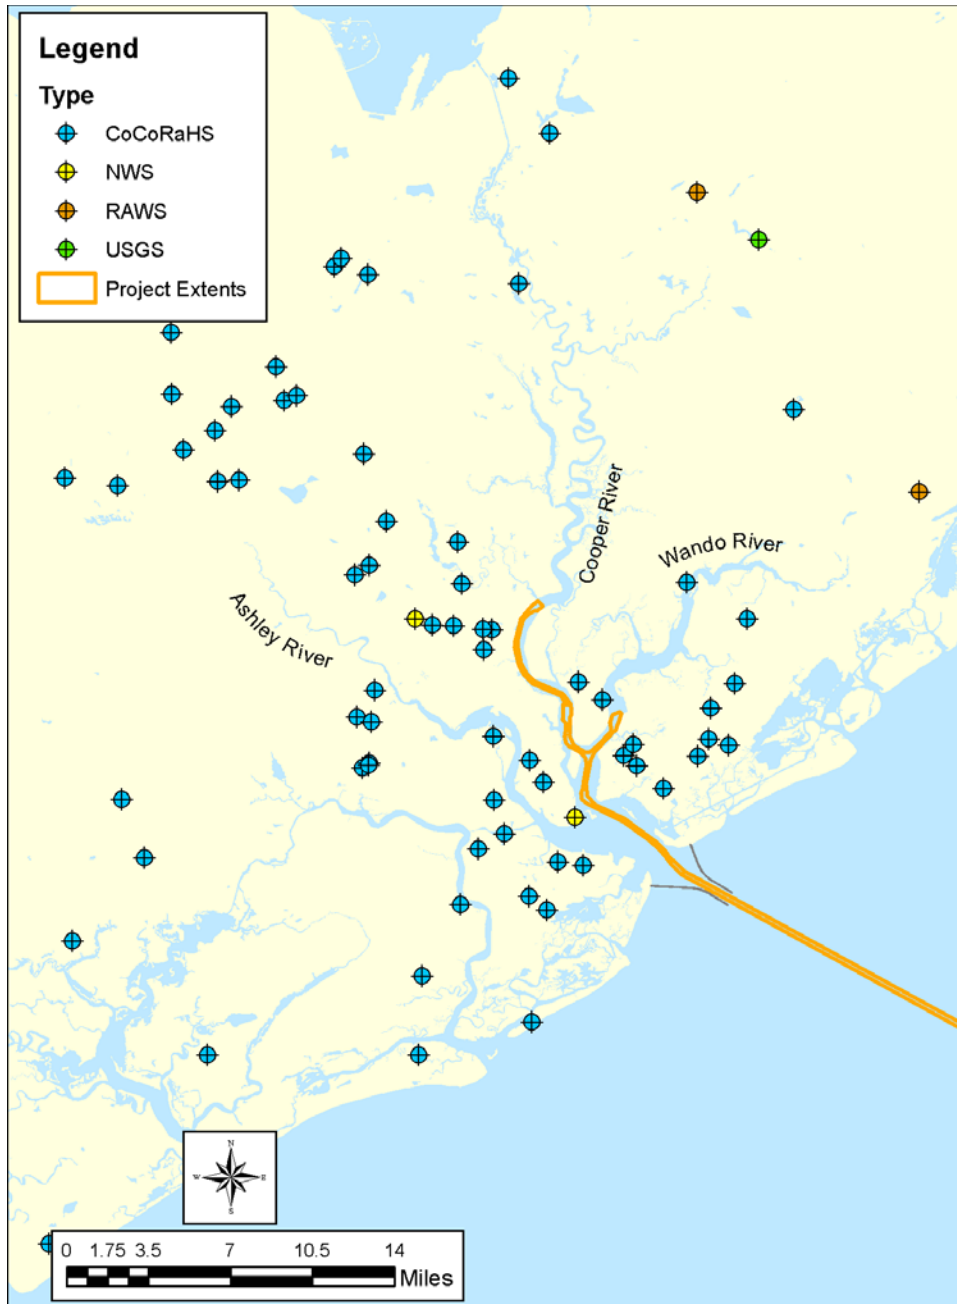 Legend
Type
CoCoRaHS
NWS
RAWS
USGS
Project Extents
Cooper River
Wando River
Ashley River
N
W E
S
0 1.75 3.5 7 10.5 14
Miles